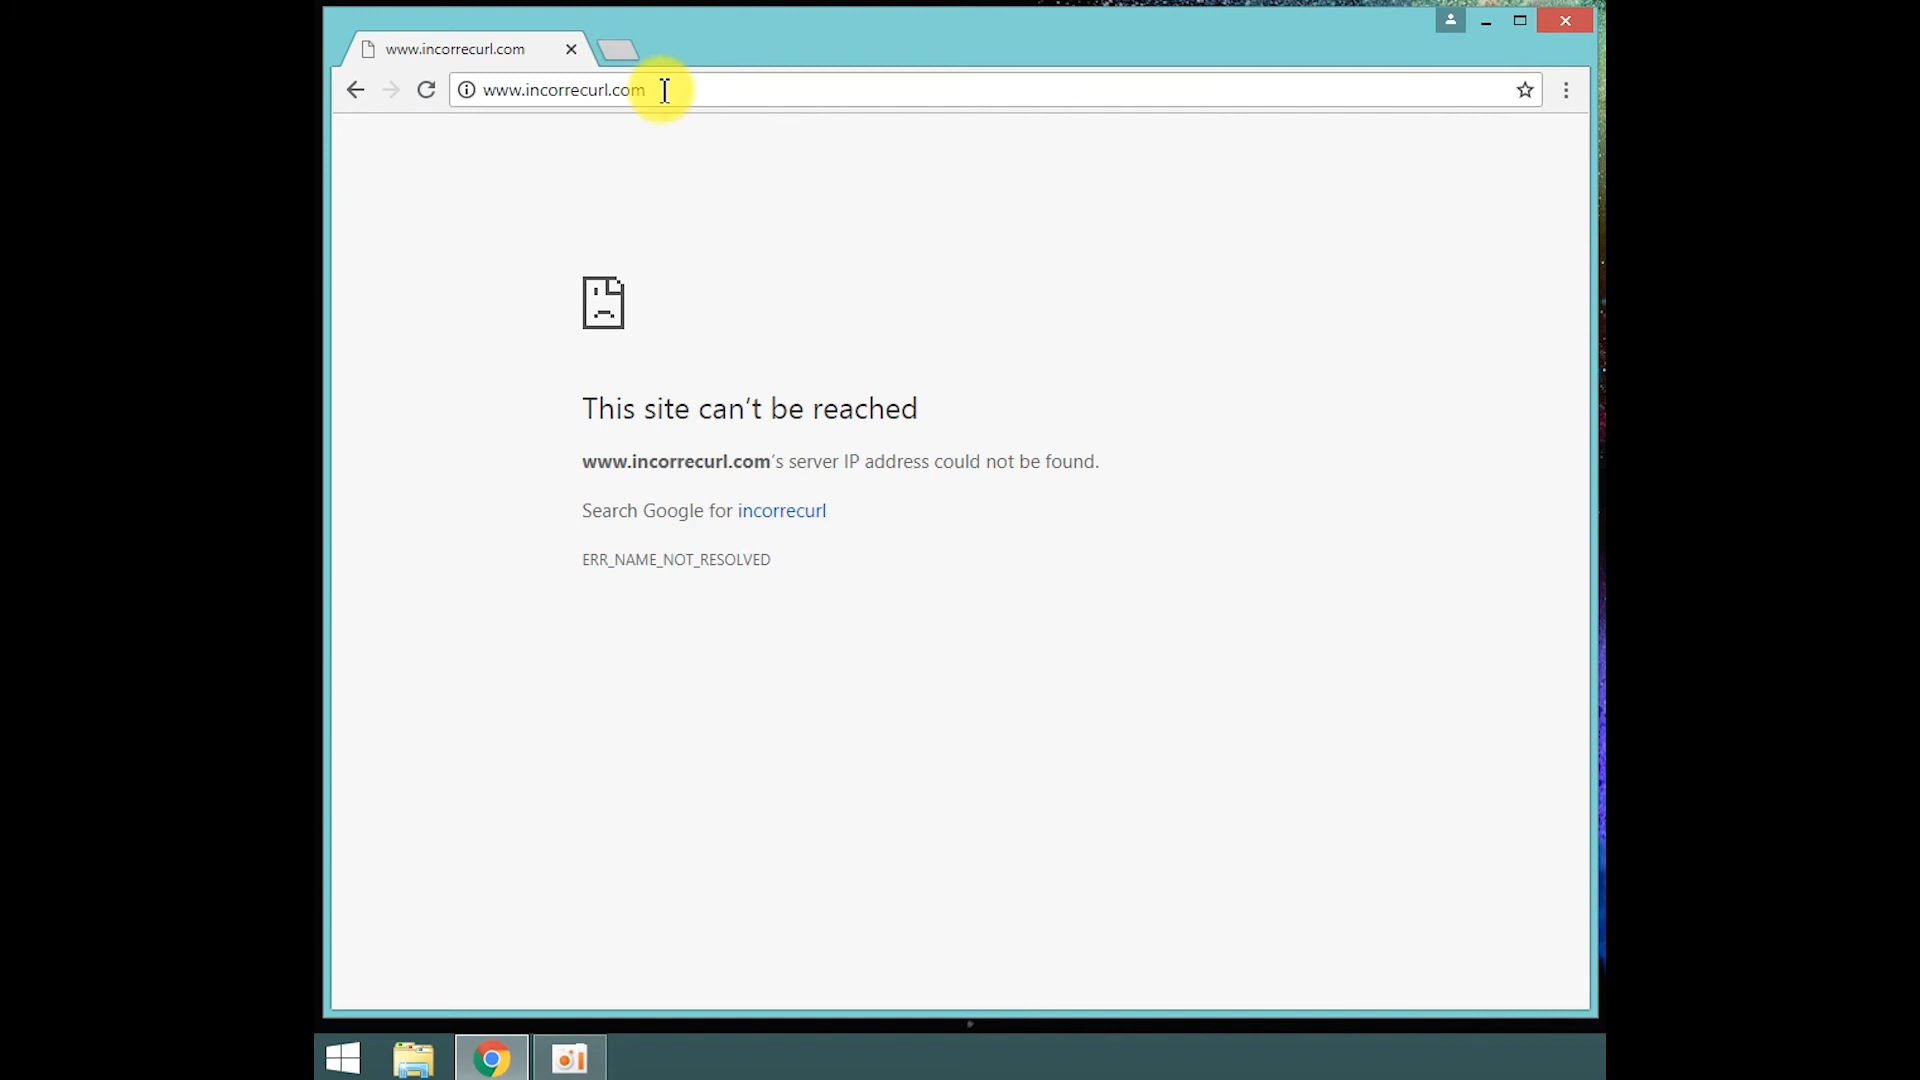 www.incorrecurl.com
www.incorrecurl.com
This site can’t be reached
www.incorrecurl.com’s server IP address could not be found.
Search Google for incorrecurl
ERR_NAME_NOT_RESOLVED